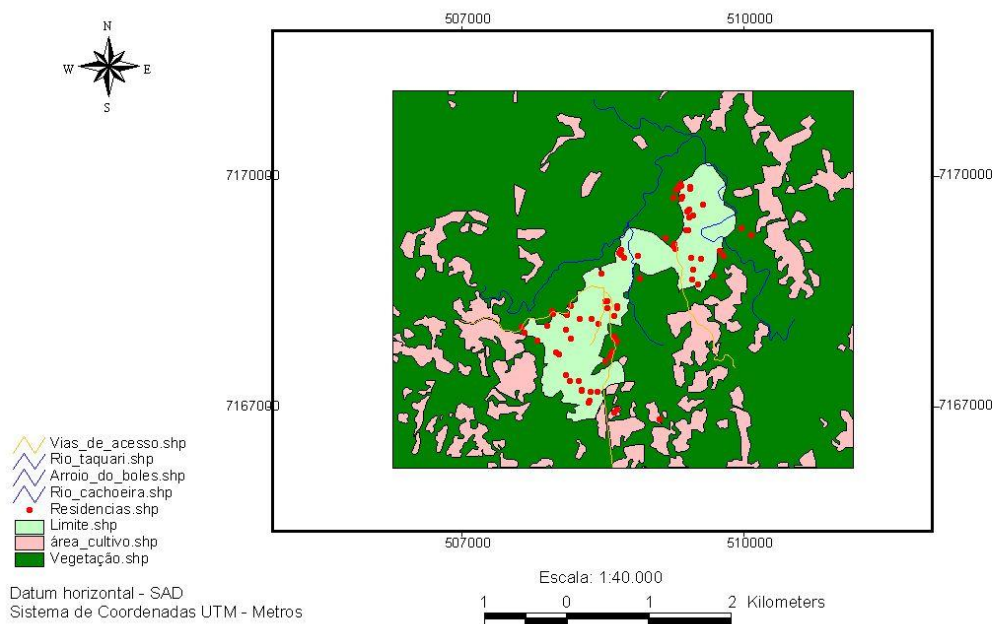 507000 510000
N
W E
S
7170000 7170000
7167000 7167000
507000 510000
Vias_de_acesso.shp
Rio_taquari.shp
Arroio_do_boles.shp
Rio_cachoeira.shp
Residencias.shp
Limite.shp
área_cultivo.shp
Vegetação.shp
Datum horizontal - SAD
Sistema de Coordenadas UTM - Metros
Escala: 1:40.000
1 0 1 2 Kilometers